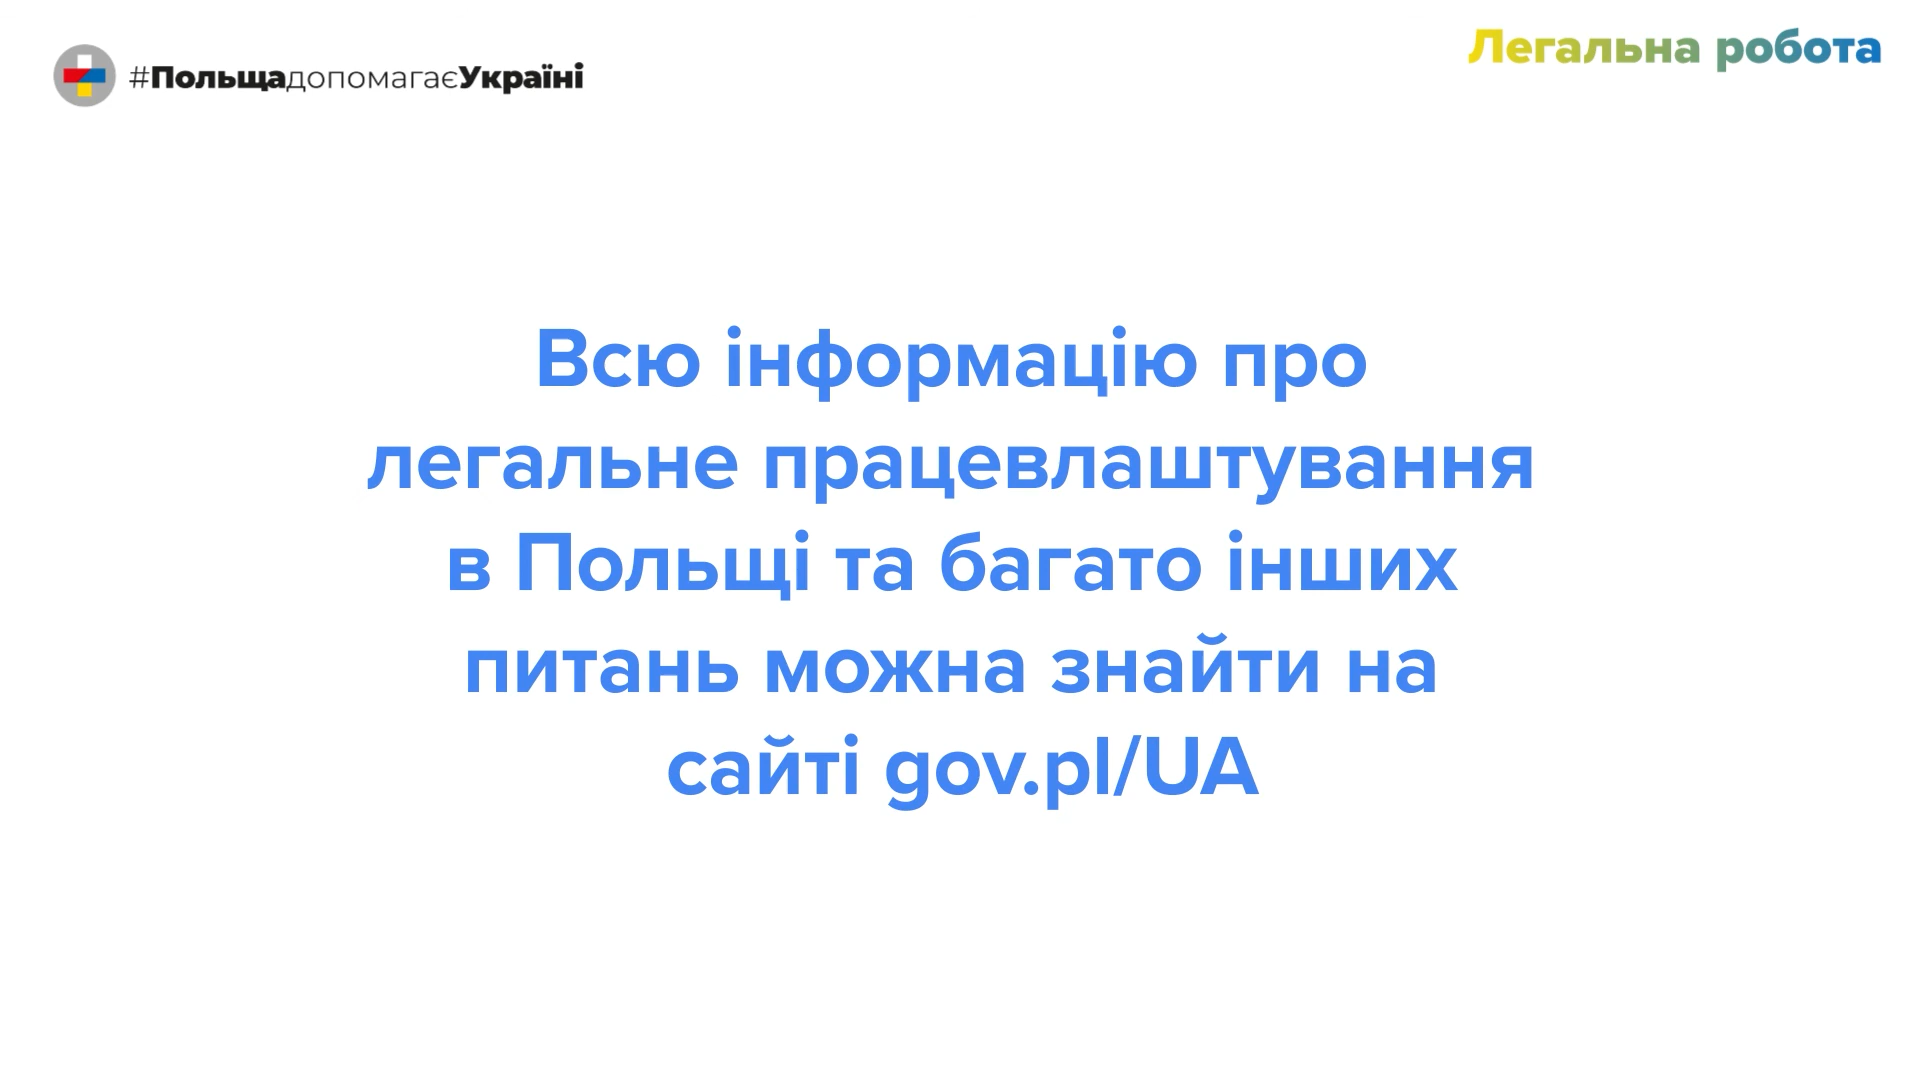 #ПольщадопомагаєУкраїні
Легальна робота
Всю інформацію про
легальне працевлаштування
в Польщі та багато інших
питань можна знайти на
сайті gov.pl/UA